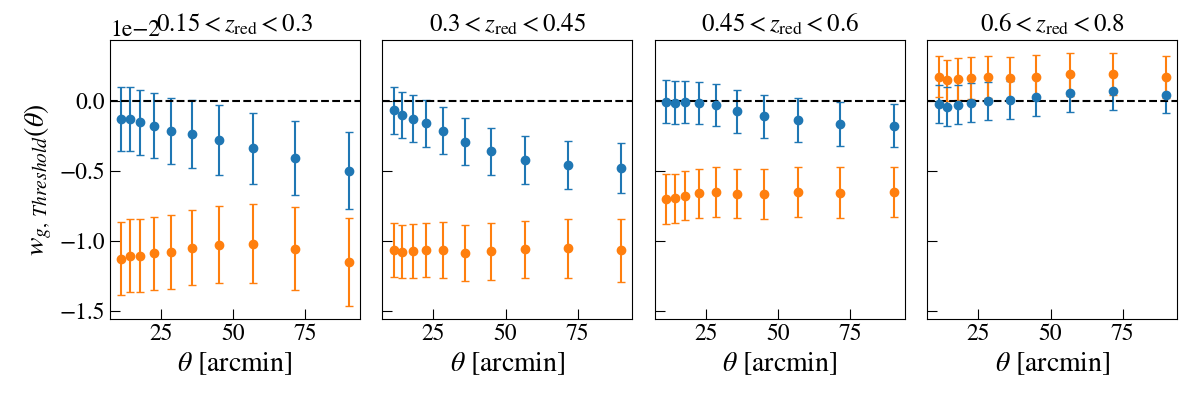 1e−2
0.15 < z_red < 0.3
0.3 < z_red < 0.45
0.45 < z_red < 0.6
0.6 < z_red < 0.8
w_g, Threshold(θ)
0.0
−0.5
−1.0
−1.5
25 50 75
25 50 75
25 50 75
25 50 75
θ [arcmin]
θ [arcmin]
θ [arcmin]
θ [arcmin]